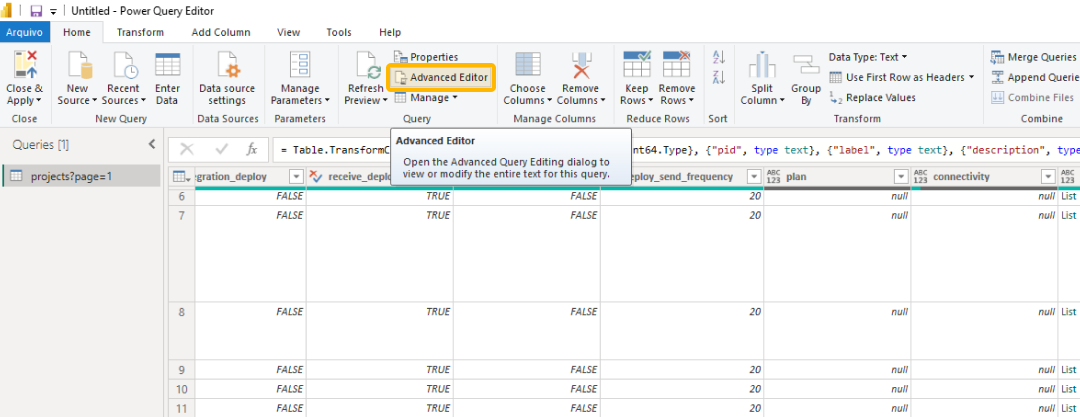 Untitled - Power Query Editor
Arquivo Home Transform Add Column View Tools Help
Close & Apply
New Source
Recent Sources
Enter Data
Data source settings
Manage Parameters
Refresh Preview
Properties
Advanced Editor
Manage
Choose Columns
Remove Columns
Keep Rows
Remove Rows
Split Column
Group By
Data Type: Text
Use First Row as Headers
Replace Values
Merge Queries
Append Querie
Combine Files
Close New Query Data Sources Parameters Query Manage Columns Reduce Rows Sort Transform Combine
Queries [1]
= Table.TransformC
nt64.Type}, {"pid", type text}, {"label", type text}, {"description", type
Advanced Editor
Open the Advanced Query Editing dialog to
view or modify the entire text for this query.
projects?page=1
gration_deploy receive_deplo eploy_send_frequency ABC 123 plan ABC 123 connectivity ABC 123
6 FALSE TRUE FALSE 20 null null List
7 FALSE TRUE FALSE 20 null null List
8 FALSE TRUE FALSE 20 null null List
9 FALSE TRUE FALSE 20 null null List
10 FALSE TRUE FALSE 20 null null List
11 FALSE TRUE FALSE 20 null null List